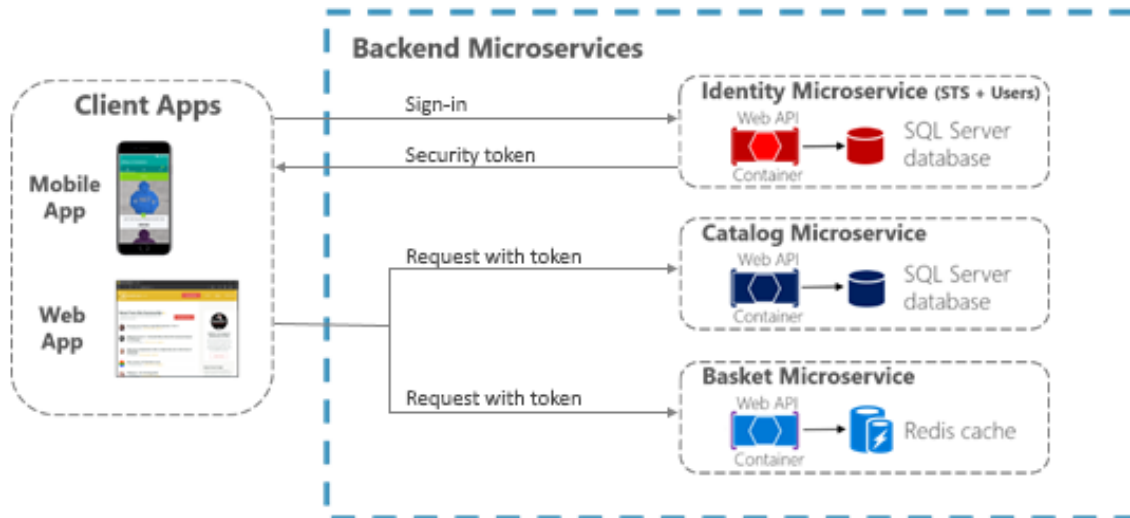 Backend Microservices
Client Apps
Mobile
App
Web
App
Sign-in
Security token
Request with token
Request with token
Identity Microservice (STS + Users)
Web API
Container
SQL Server
database
Catalog Microservice
Web API
Container
SQL Server
database
Basket Microservice
Web API
Container
Redis cache